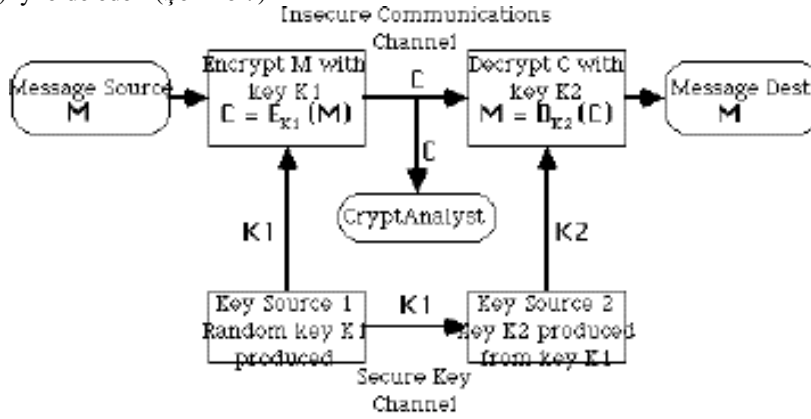 Insecure Communications
Channel
Message Source
M
Encrypt M with
key K1
C = E K1 (M)
C
Decrypt C with
key K2
M = D K2 (C)
Message Dest
M
C
CryptAnalyst
K1
K2
Key Source 1
Random key K1
produced
K1
Key Source 2
Key K2 produced
from key K1
Secure Key
Channel